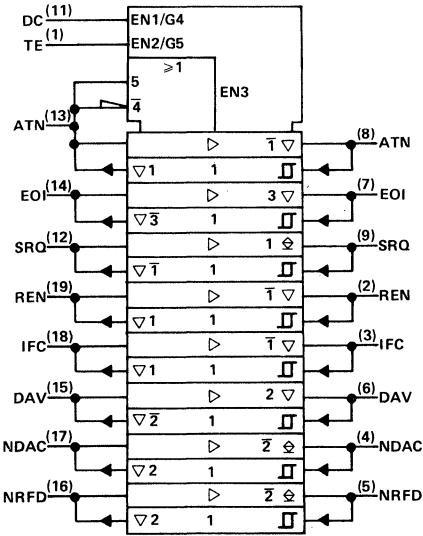 DC (11) EN1/G4
TE (1) EN2/G5
≥1
5 EN3
4̅
ATN (13)
▷ 1̅ ▽ (8) ATN
▽1 1
EOI (14) ▷ 3 ▽ (7) EOI
▽3̅ 1
SRQ (12) ▷ 1 (9) SRQ
▽1̅ 1
REN (19) ▷ 1̅ ▽ (2) REN
▽1 1
IFC (18) ▷ 1̅ ▽ (3) IFC
▽1 1
DAV (15) ▷ 2 ▽ (6) DAV
▽2̅ 1
NDAC (17) ▷ 2̅ (4) NDAC
▽2 1
NRFD (16) ▷ 2̅ (5) NRFD
▽2 1